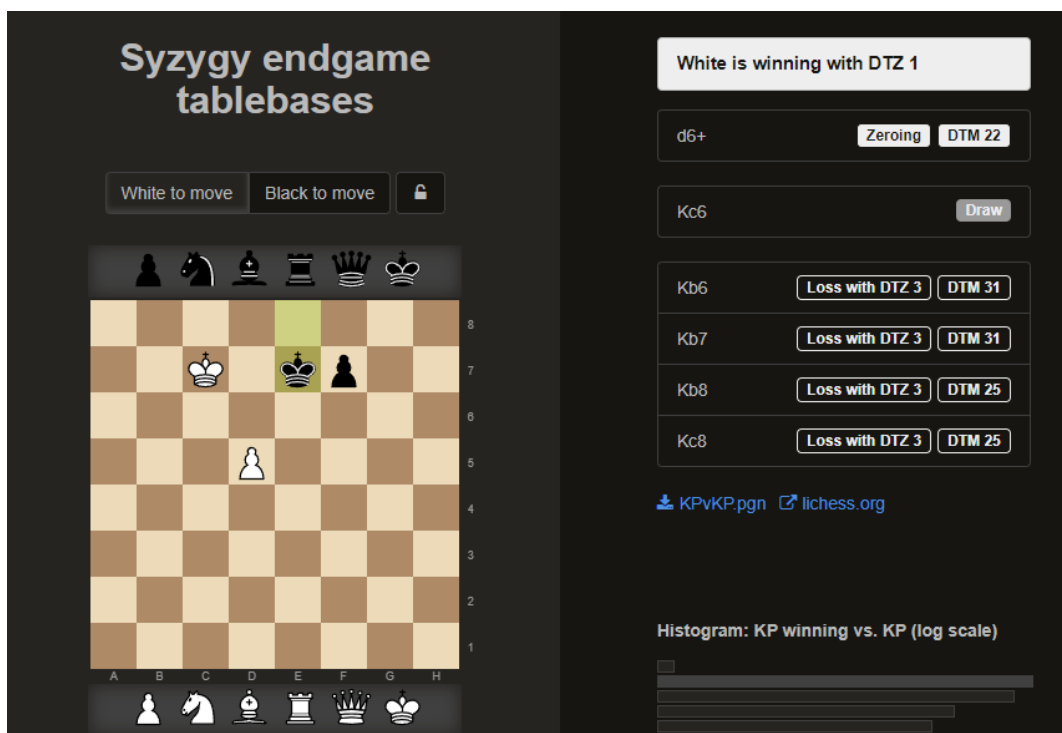 Syzygy endgame
tablebases
White to move
Black to move
8
7
6
5
4
3
2
1
A B C D E F G H
White is winning with DTZ 1
d6+ Zeroing DTM 22
Kc6 Draw
Kb6 Loss with DTZ 3 DTM 31
Kb7 Loss with DTZ 3 DTM 31
Kb8 Loss with DTZ 3 DTM 25
Kc8 Loss with DTZ 3 DTM 25
KPvKP.pgn lichess.org
Histogram: KP winning vs. KP (log scale)